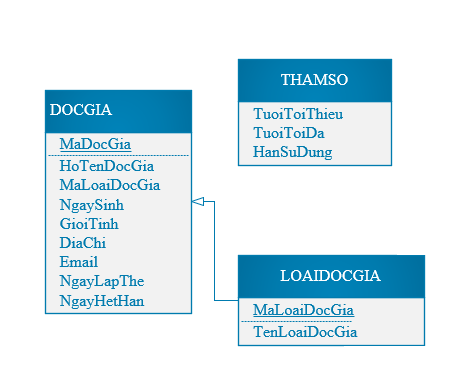 DOCGIA
MaDocGia
HoTenDocGia
MaLoaiDocGia
NgaySinh
GioiTinh
DiaChi
Email
NgayLapThe
NgayHetHan
THAMSO
TuoiToiThieu
TuoiToiDa
HanSuDung
LOAIDOCGIA
MaLoaiDocGia
TenLoaiDocGia